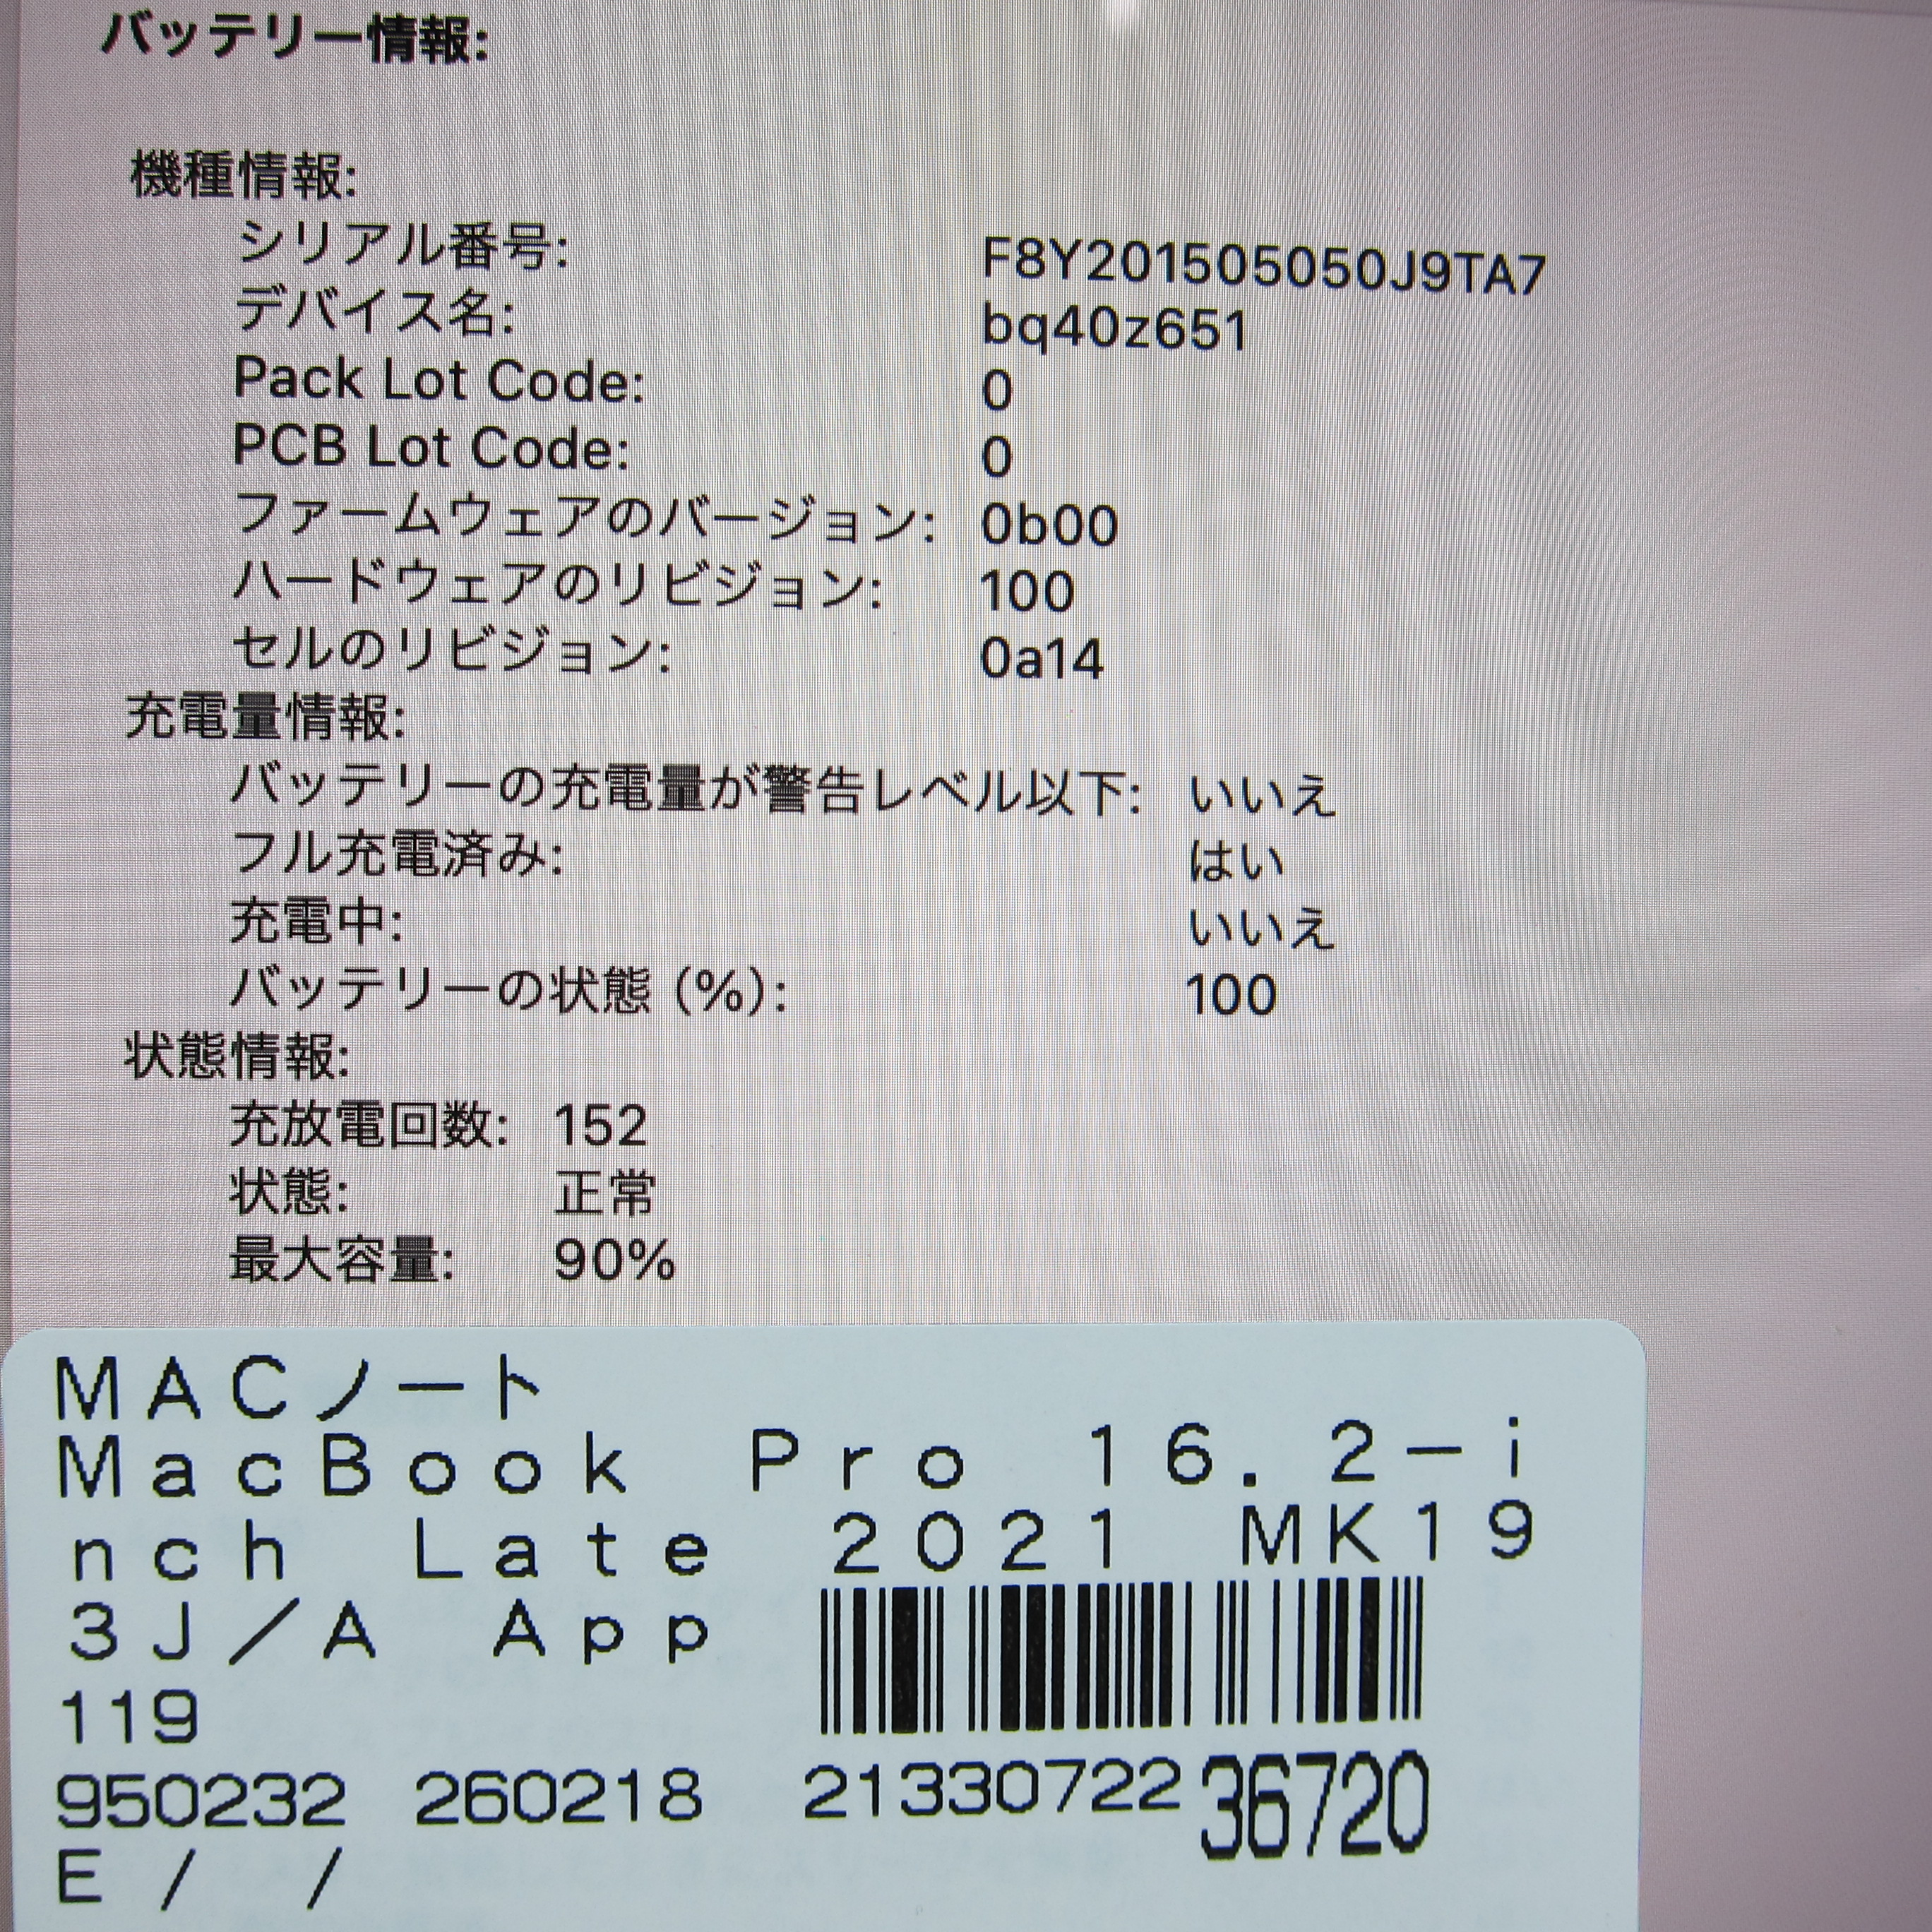 バッテリー情報:
機種情報:
シリアル番号: F8Y201505050J9TA7
デバイス名: bq40z651
Pack Lot Code: 0
PCB Lot Code: 0
ファームウェアのバージョン: 0b00
ハードウェアのリビジョン: 100
セルのリビジョン: 0a14
充電量情報:
バッテリーの充電量が警告レベル以下: いいえ
フル充電済み: はい
充電中: いいえ
バッテリーの状態 (%): 100
状態情報:
充放電回数: 152
状態: 正常
最大容量: 90%
MACノート
MacBook Pro 16.2-i
nch Late 2021 MK19
3J/A App
119
950232 260218 21330722 36720
E / /